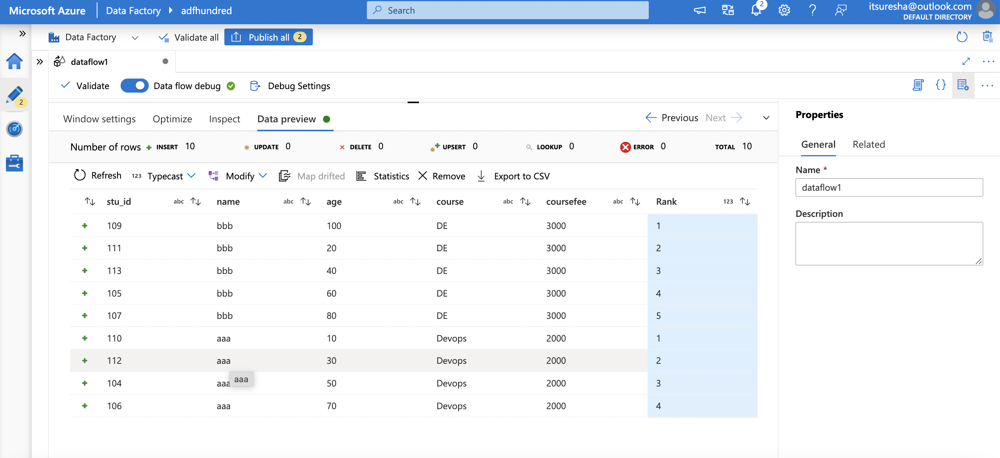 Microsoft Azure Data Factory adfhundred Search 2 itsuresha@outlook.com
DEFAULT DIRECTORY
Data Factory Validate all Publish all 2
dataflow1
Validate Data flow debug Debug Settings
2
Window settings Optimize Inspect Data preview Previous Next
Number of rows INSERT 10 UPDATE 0 DELETE 0 UPSERT 0 LOOKUP 0 ERROR 0 TOTAL 10
Refresh 123 Typecast Modify Map drifted Statistics Remove Export to CSV
stu_id abc name abc age abc course abc coursefee abc Rank 123
109 bbb 100 DE 3000 1
111 bbb 20 DE 3000 2
113 bbb 40 DE 3000 3
105 bbb 60 DE 3000 4
107 bbb 80 DE 3000 5
110 aaa 10 Devops 2000 1
112 aaa 30 Devops 2000 2
aaa
104 aaa 50 Devops 2000 3
106 aaa 70 Devops 2000 4
Properties
General Related
Name *
dataflow1
Description